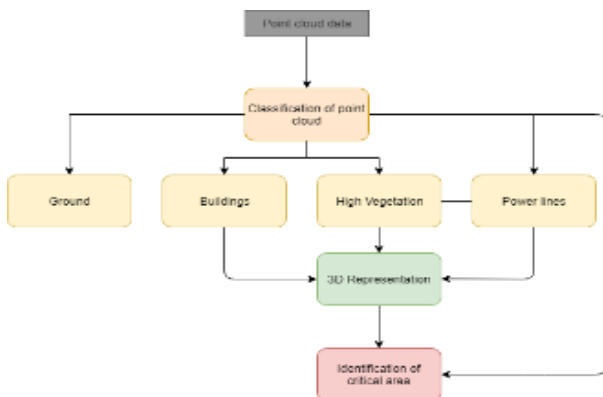 Point cloud data
Classification of point
cloud
Ground
Buildings
High Vegetation
Power lines
3D Representation
Identification of
critical area